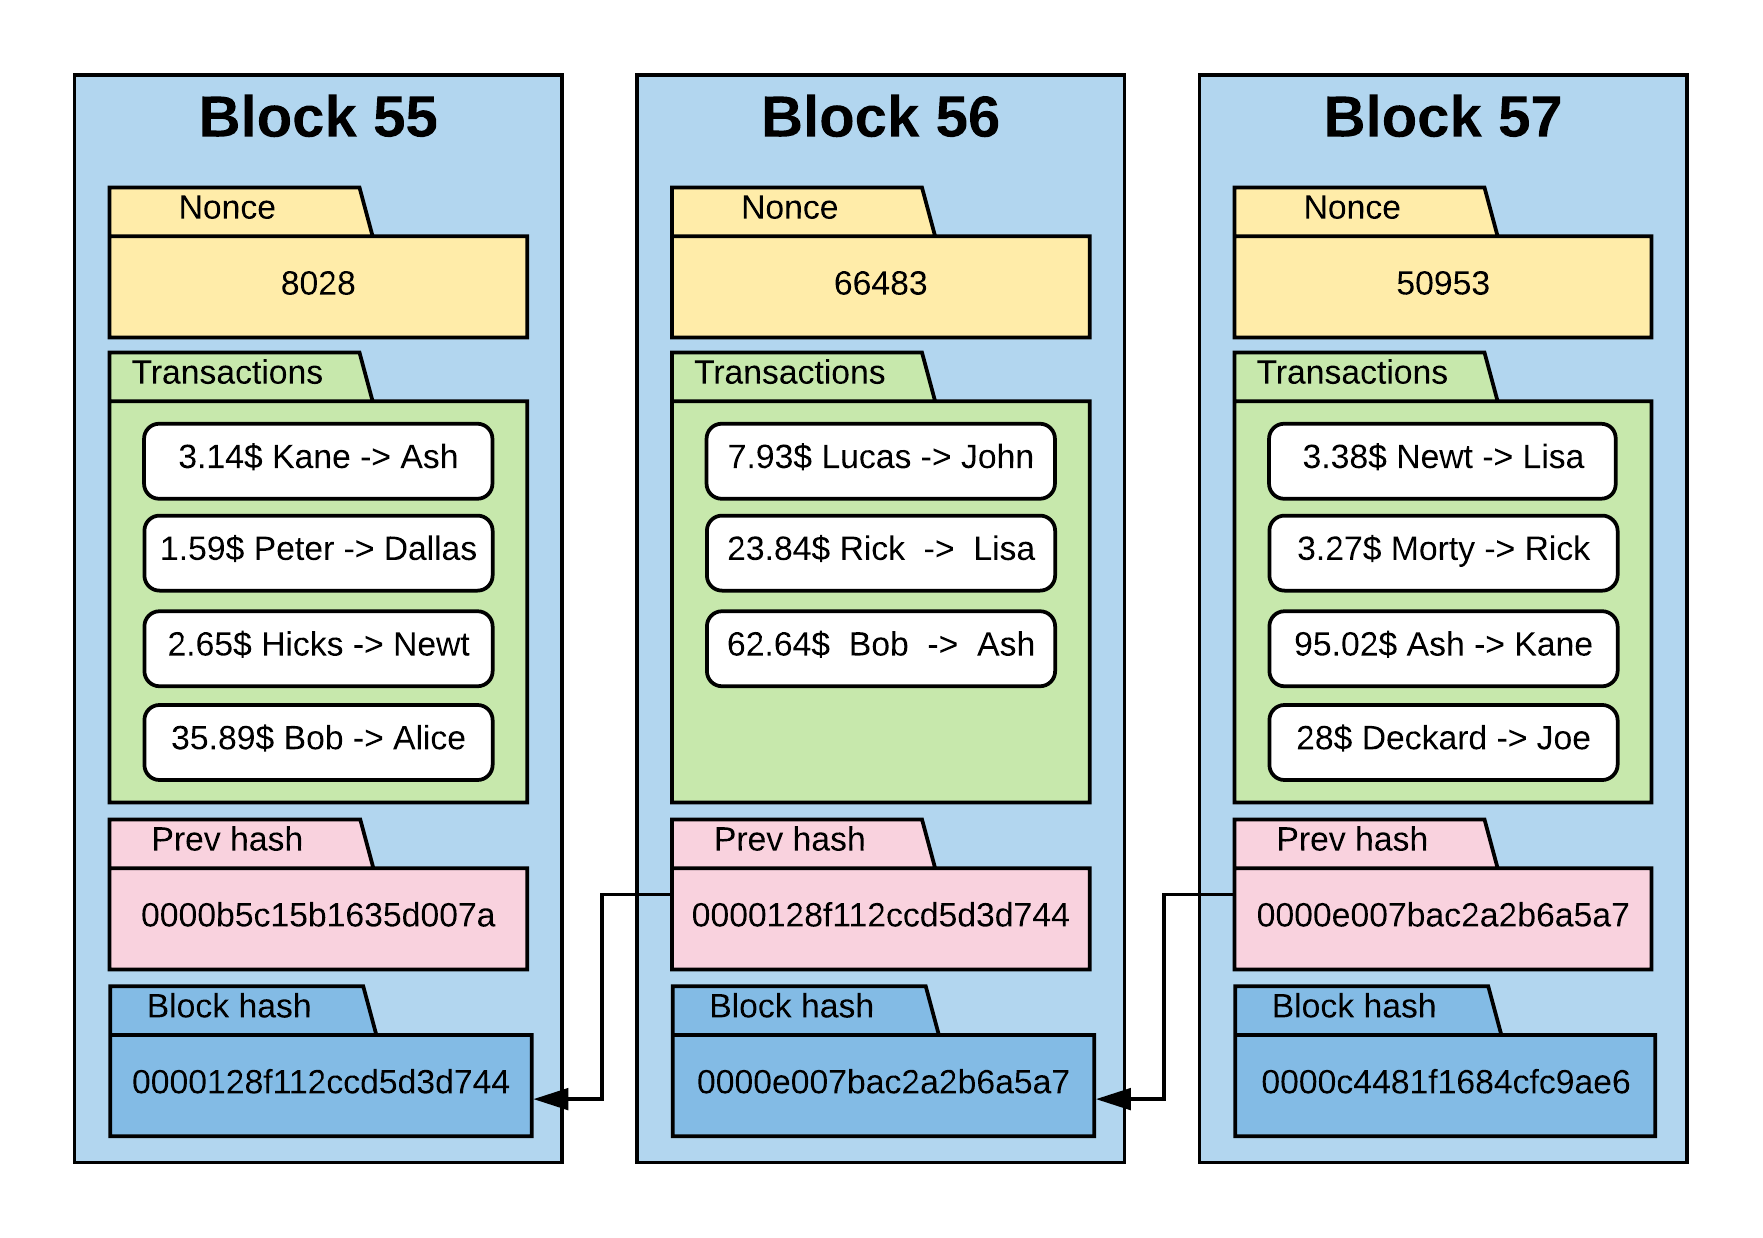 Block 55
Nonce
8028
Transactions
3.14$ Kane -> Ash
1.59$ Peter -> Dallas
2.65$ Hicks -> Newt
35.89$ Bob -> Alice
Prev hash
0000b5c15b1635d007a
Block hash
0000128f112ccd5d3d744
Block 56
Nonce
66483
Transactions
7.93$ Lucas -> John
23.84$ Rick -> Lisa
62.64$ Bob -> Ash
Prev hash
0000128f112ccd5d3d744
Block hash
0000e007bac2a2b6a5a7
Block 57
Nonce
50953
Transactions
3.38$ Newt -> Lisa
3.27$ Morty -> Rick
95.02$ Ash -> Kane
28$ Deckard -> Joe
Prev hash
0000e007bac2a2b6a5a7
Block hash
0000c4481f1684cfc9ae6